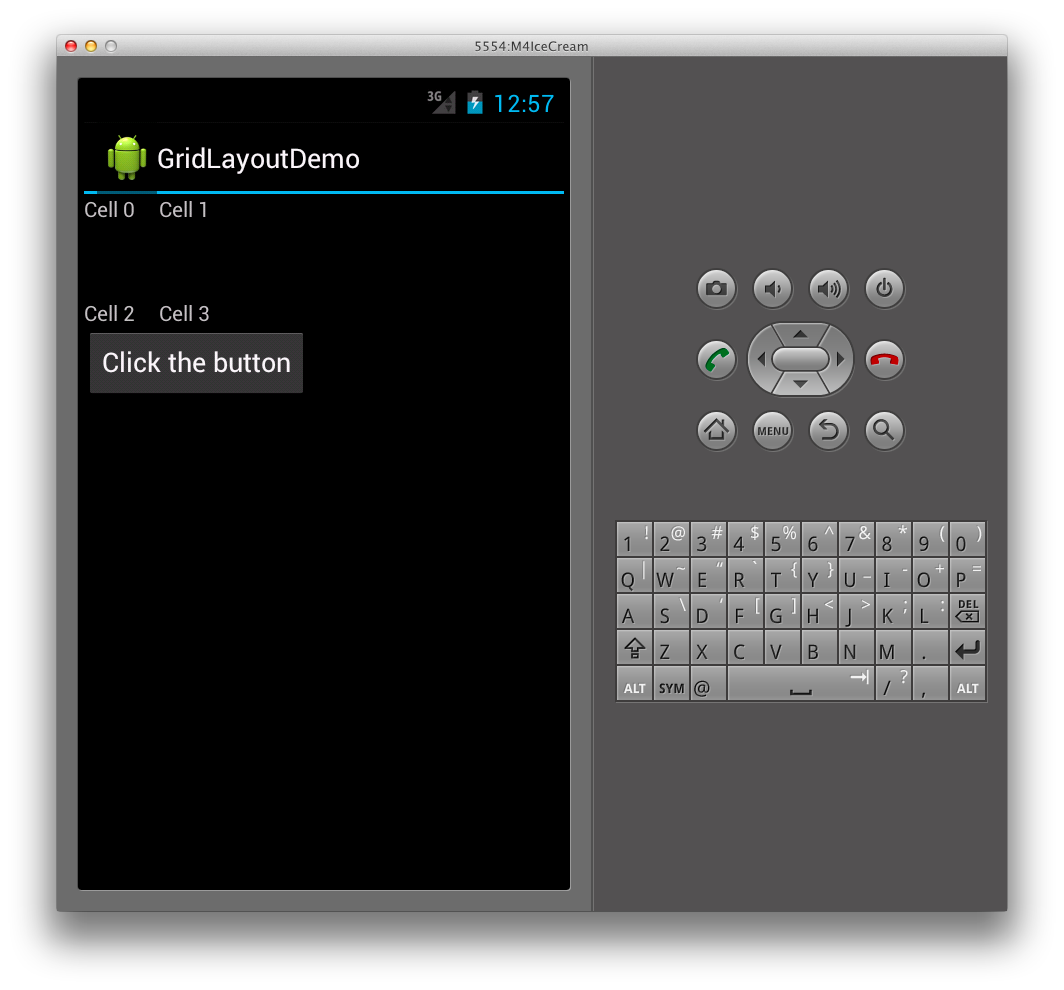 5554:M4IceCream
3G 12:57
GridLayoutDemo
Cell 0 Cell 1
Cell 2 Cell 3
Click the button
MENU
1 ! 2 @ 3 # 4 $ 5 % 6 ^ 7 & 8 * 9 ( 0 )
Q | W ~ E “ R ` T { Y } U _ I - O + P =
A S \ D ‘ F [ G ] H < J > K ; L : DEL
Z X C V B N M .
ALT SYM @ / ? , ALT